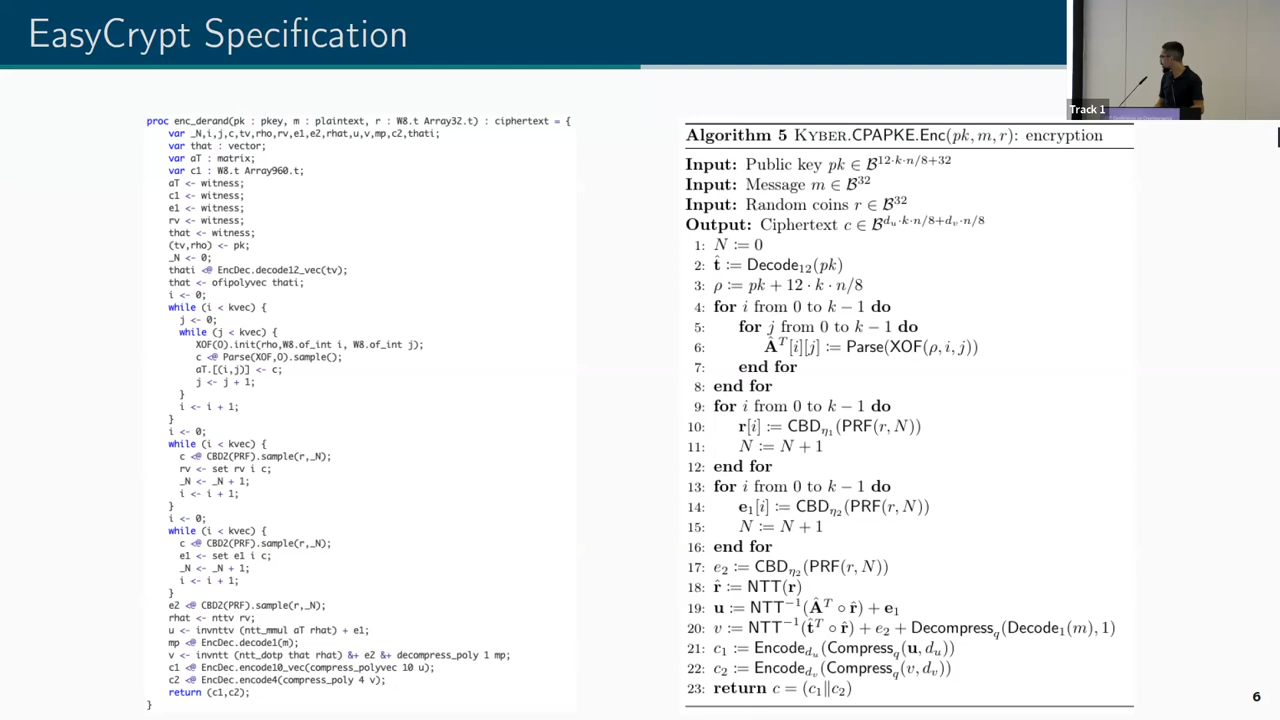 EasyCrypt Specification
Track 1
proc enc_derand(pk : pkey, m : plaintext, r : W8.t Array32.t) : ciphertext = {
var _N,i,j,c,tv,rho,rv,e1,e2,rhat,u,v,mp,c2,thati;
var that : vector;
var aT : matrix;
var c1 : W8.t Array960.t;
aT <- witness;
c1 <- witness;
e1 <- witness;
rv <- witness;
that <- witness;
(tv,rho) <- pk;
_N <- 0;
thati <@ EncDec.decode12_vec(tv);
that <- ofipolyvec thati;
i <- 0;
while (i < kvec) {
j <- 0;
while (j < kvec) {
XOF(O).init(rho,W8.of_int i, W8.of_int j);
c <@ Parse(XOF,O).sample();
aT.[(i,j)] <- c;
j <- j + 1;
}
i <- i + 1;
}
i <- 0;
while (i < kvec) {
c <@ CBD2(PRF).sample(r,_N);
rv <- set rv i c;
_N <- _N + 1;
i <- i + 1;
}
i <- 0;
while (i < kvec) {
c <@ CBD2(PRF).sample(r,_N);
e1 <- set e1 i c;
_N <- _N + 1;
i <- i + 1;
}
e2 <@ CBD2(PRF).sample(r,_N);
rhat <- nttv rv;
u <- invnttv (ntt_mmul aT rhat) + e1;
mp <@ EncDec.decode1(m);
v <- invntt (ntt_dotp that rhat) &+ e2 &+ decompress_poly 1 mp;
c1 <@ EncDec.encode10_vec(compress_polyvec 10 u);
c2 <@ EncDec.encode4(compress_poly 4 v);
return (c1,c2);
}
Algorithm 5 KYBER.CPAPKE.Enc(pk, m, r): encryption
Input: Public key pk ∈ 𝓑^{12·k·n/8+32}
Input: Message m ∈ 𝓑^{32}
Input: Random coins r ∈ 𝓑^{32}
Output: Ciphertext c ∈ 𝓑^{d_u·k·n/8+d_v·n/8}
1: N := 0
2: t̂ := Decode_{12}(pk)
3: ρ := pk + 12 · k · n/8
4: for i from 0 to k − 1 do
5: for j from 0 to k − 1 do
6: Â^T[i][j] := Parse(XOF(ρ, i, j))
7: end for
8: end for
9: for i from 0 to k − 1 do
10: r[i] := CBD_{η_1}(PRF(r, N))
11: N := N + 1
12: end for
13: for i from 0 to k − 1 do
14: e_1[i] := CBD_{η_2}(PRF(r, N))
15: N := N + 1
16: end for
17: e_2 := CBD_{η_2}(PRF(r, N))
18: r̂ := NTT(r)
19: u := NTT^{−1}(Â^T ∘ r̂) + e_1
20: v := NTT^{−1}(t̂^T ∘ r̂) + e_2 + Decompress_q(Decode_1(m), 1)
21: c_1 := Encode_{d_u}(Compress_q(u, d_u))
22: c_2 := Encode_{d_v}(Compress_q(v, d_v))
23: return c = (c_1‖c_2)
6